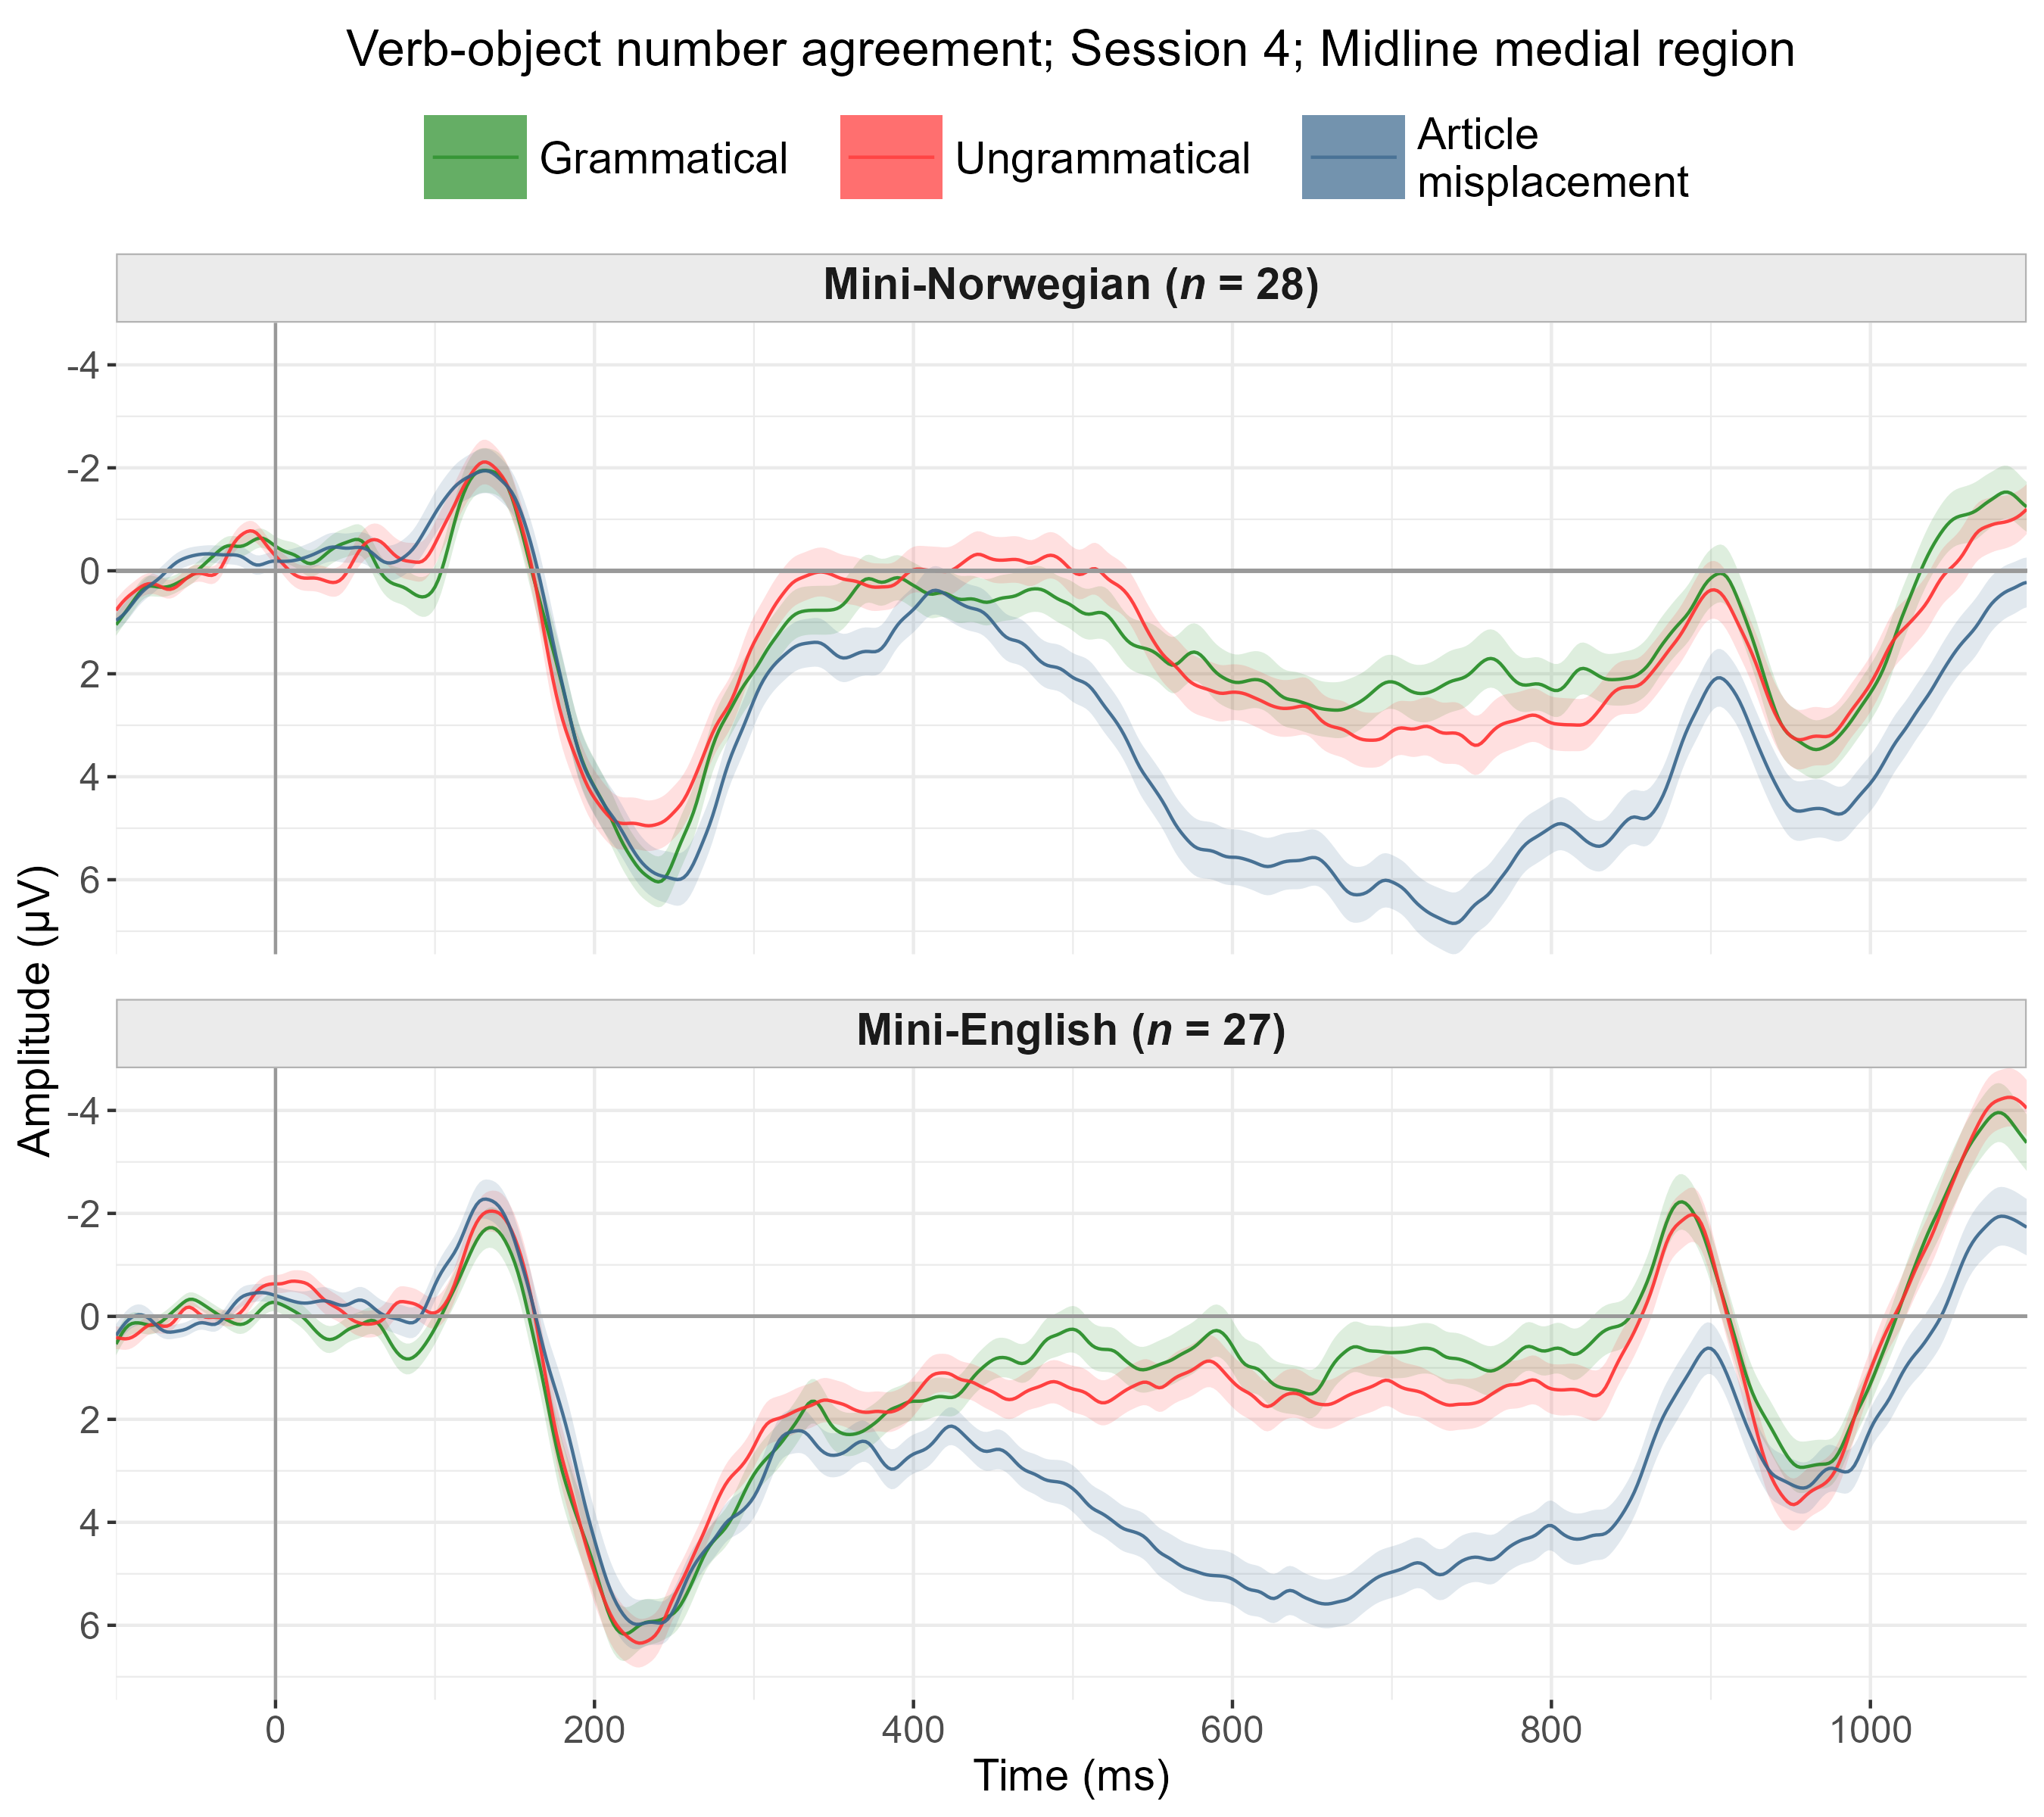 Verb-object number agreement; Session 4; Midline medial region
Grammatical
Ungrammatical
Article
misplacement
Mini-Norwegian (n = 28)
-4
-2
0
2
4
6
Mini-English (n = 27)
-4
-2
0
2
4
6
Amplitude (µV)
0 200 400 600 800 1000
Time (ms)